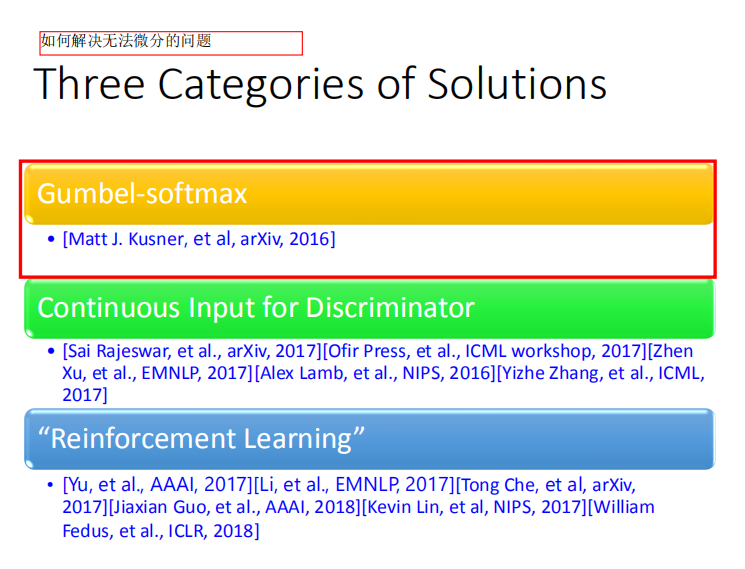 如何解决无法微分的问题
Three Categories of Solutions
Gumbel-softmax
• [Matt J. Kusner, et al, arXiv, 2016]
Continuous Input for Discriminator
• [Sai Rajeswar, et al., arXiv, 2017][Ofir Press, et al., ICML workshop, 2017][Zhen
Xu, et al., EMNLP, 2017][Alex Lamb, et al., NIPS, 2016][Yizhe Zhang, et al., ICML,
2017]
“Reinforcement Learning”
• [Yu, et al., AAAI, 2017][Li, et al., EMNLP, 2017][Tong Che, et al, arXiv,
2017][Jiaxian Guo, et al., AAAI, 2018][Kevin Lin, et al, NIPS, 2017][William
Fedus, et al., ICLR, 2018]